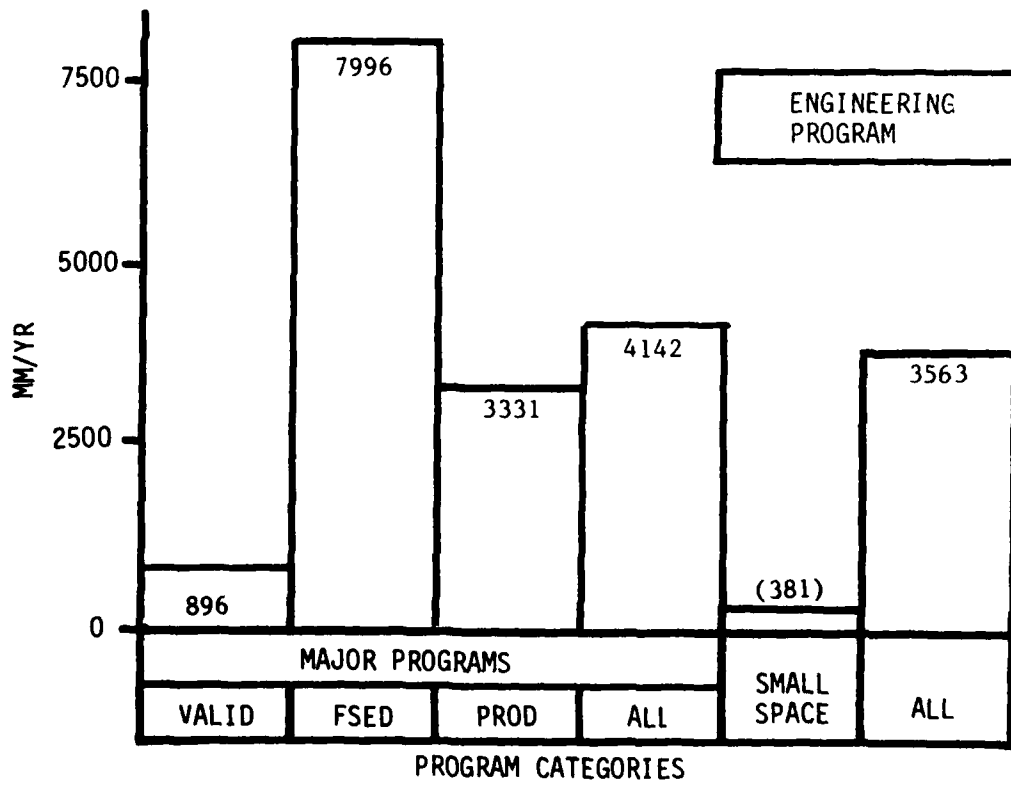 7500
5000
2500
0
MM/YR
7996
ENGINEERING
PROGRAM
4142
3563
3331
(381)
896
MAJOR PROGRAMS
SMALL
SPACE
ALL
VALID
FSED
PROD
ALL
PROGRAM CATEGORIES